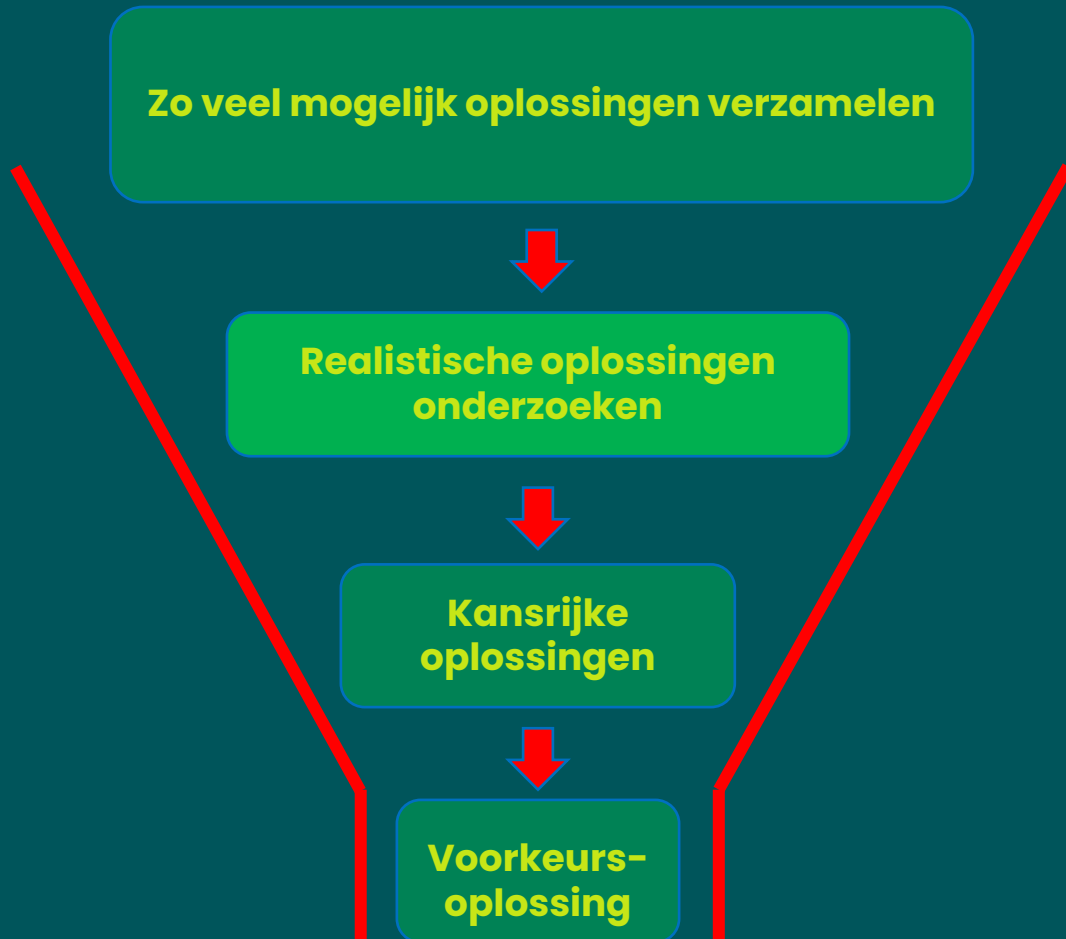 Zo veel mogelijk oplossingen verzamelen
Realistische oplossingen
onderzoeken
Kansrijke
oplossingen
Voorkeurs-
oplossing